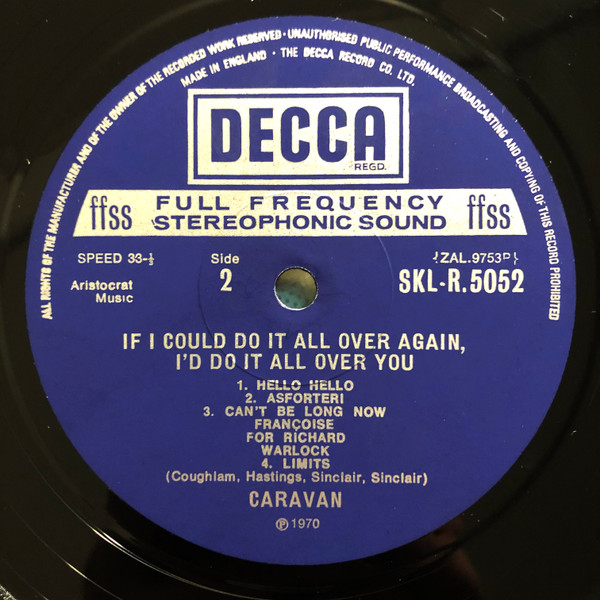 ALL RIGHTS OF THE MANUFACTURER AND OF THE OWNER OF THE RECORDED WORK RESERVED · UNAUTHORISED PUBLIC PERFORMANCE BROADCASTING AND COPYING OF THIS RECORD PROHIBITED
MADE IN ENGLAND · THE DECCA RECORD CO. LTD.
DECCA
REGD.
ffss FULL FREQUENCY STEREOPHONIC SOUND ffss
SPEED 33-⅓
Side
2
{ZAL.9753P}
Aristocrat
Music
SKL-R.5052
IF I COULD DO IT ALL OVER AGAIN,
I'D DO IT ALL OVER YOU
1. HELLO HELLO
2. ASFORTERI
3. CAN'T BE LONG NOW
FRANÇOISE
FOR RICHARD
WARLOCK
4. LIMITS
(Coughlam, Hastings, Sinclair, Sinclair)
CARAVAN
℗ 1970